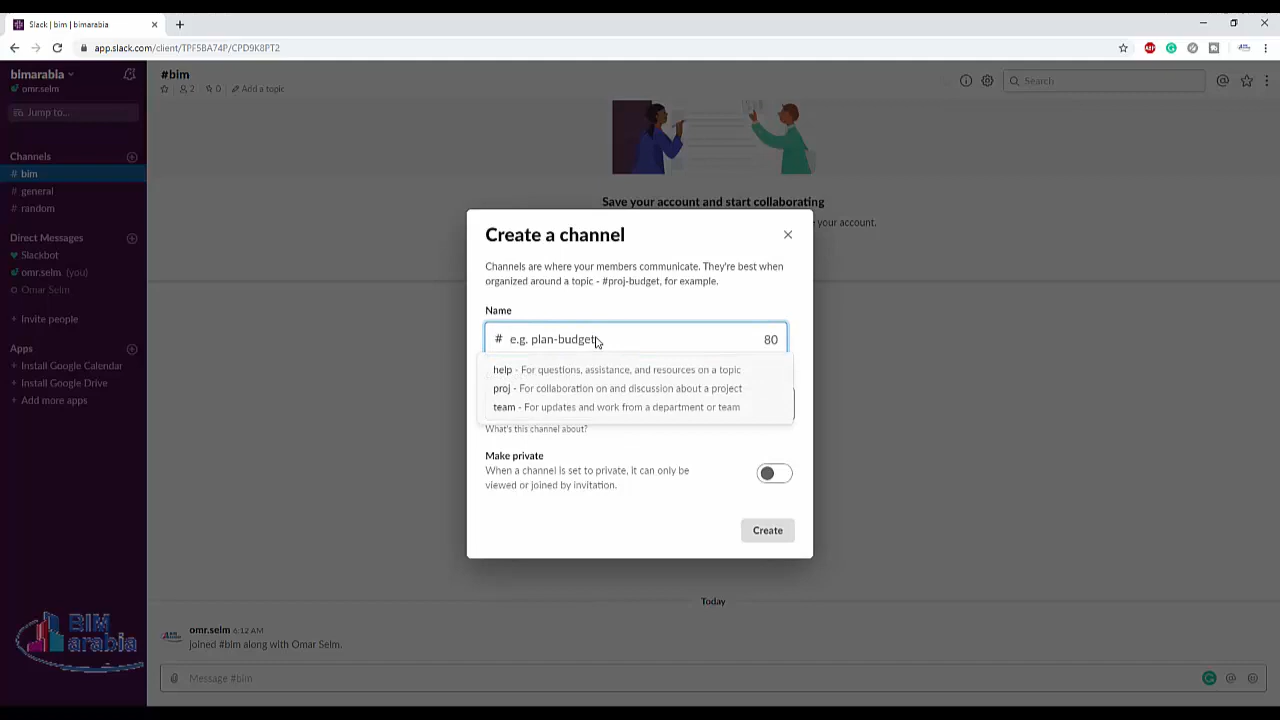 Slack | bim | bimarabia
app.slack.com/client/TPF5BA74P/CPD9K8PT2
ABP
bimarabia
omr.selm
Jump to...
Channels
# bim
# general
# random
Direct Messages
Slackbot
omr.selm (you)
Omar Selm
+ Invite people
Apps
+ Install Google Calendar
+ Install Google Drive
+ Add more apps
BIM
arabia
#bim
2
0
Add a topic
Search
Save your account and start collaborating
your account.
Create a channel
Channels are where your members communicate. They're best when
organized around a topic - #proj-budget, for example.
Name
# e.g. plan-budget 80
help - For questions, assistance, and resources on a topic
proj - For collaboration on and discussion about a project
team - For updates and work from a department or team
What's this channel about?
Make private
When a channel is set to private, it can only be
viewed or joined by invitation.
Create
Today
omr.selm 6:12 AM
joined #bim along with Omar Selm.
Message #bim